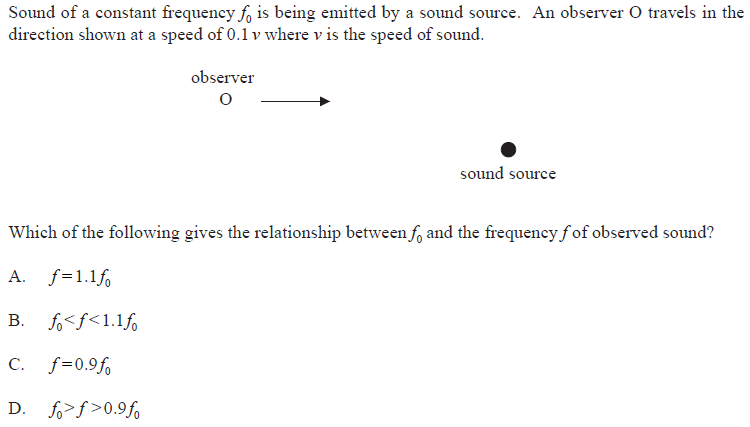 Sound of a constant frequency f₀ is being emitted by a sound source. An observer O travels in the
direction shown at a speed of 0.1 v where v is the speed of sound.
observer
O
sound source
Which of the following gives the relationship between f₀ and the frequency f of observed sound?
A. f=1.1f₀
B. f₀<f<1.1f₀
C. f=0.9f₀
D. f₀>f>0.9f₀